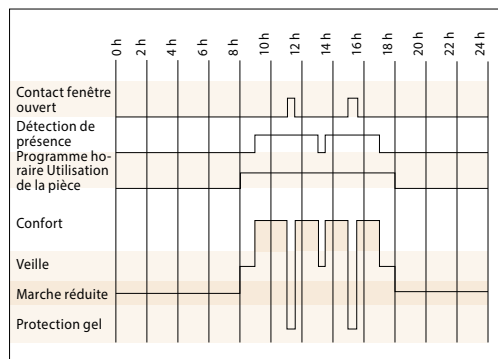 0 h 2 h 4 h 6 h 8 h 10 h 12 h 14 h 16 h 18 h 20 h 22 h 24 h
Contact fenêtre
ouvert
Détection de
présence
Programme ho-
raire Utilisation
de la pièce
Confort
Veille
Marche réduite
Protection gel